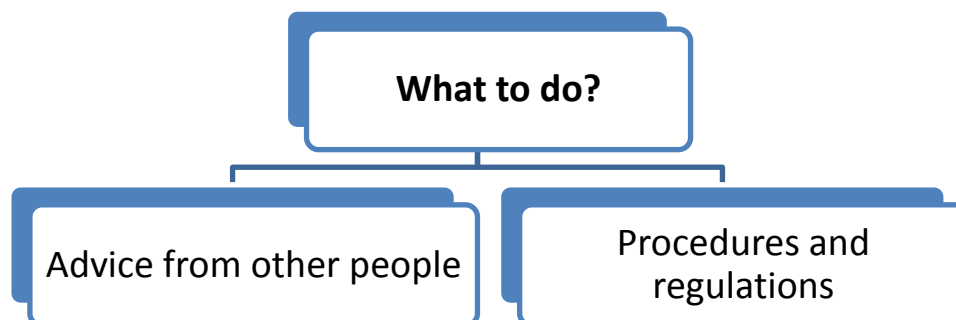 What to do?
Advice from other people
Procedures and
regulations